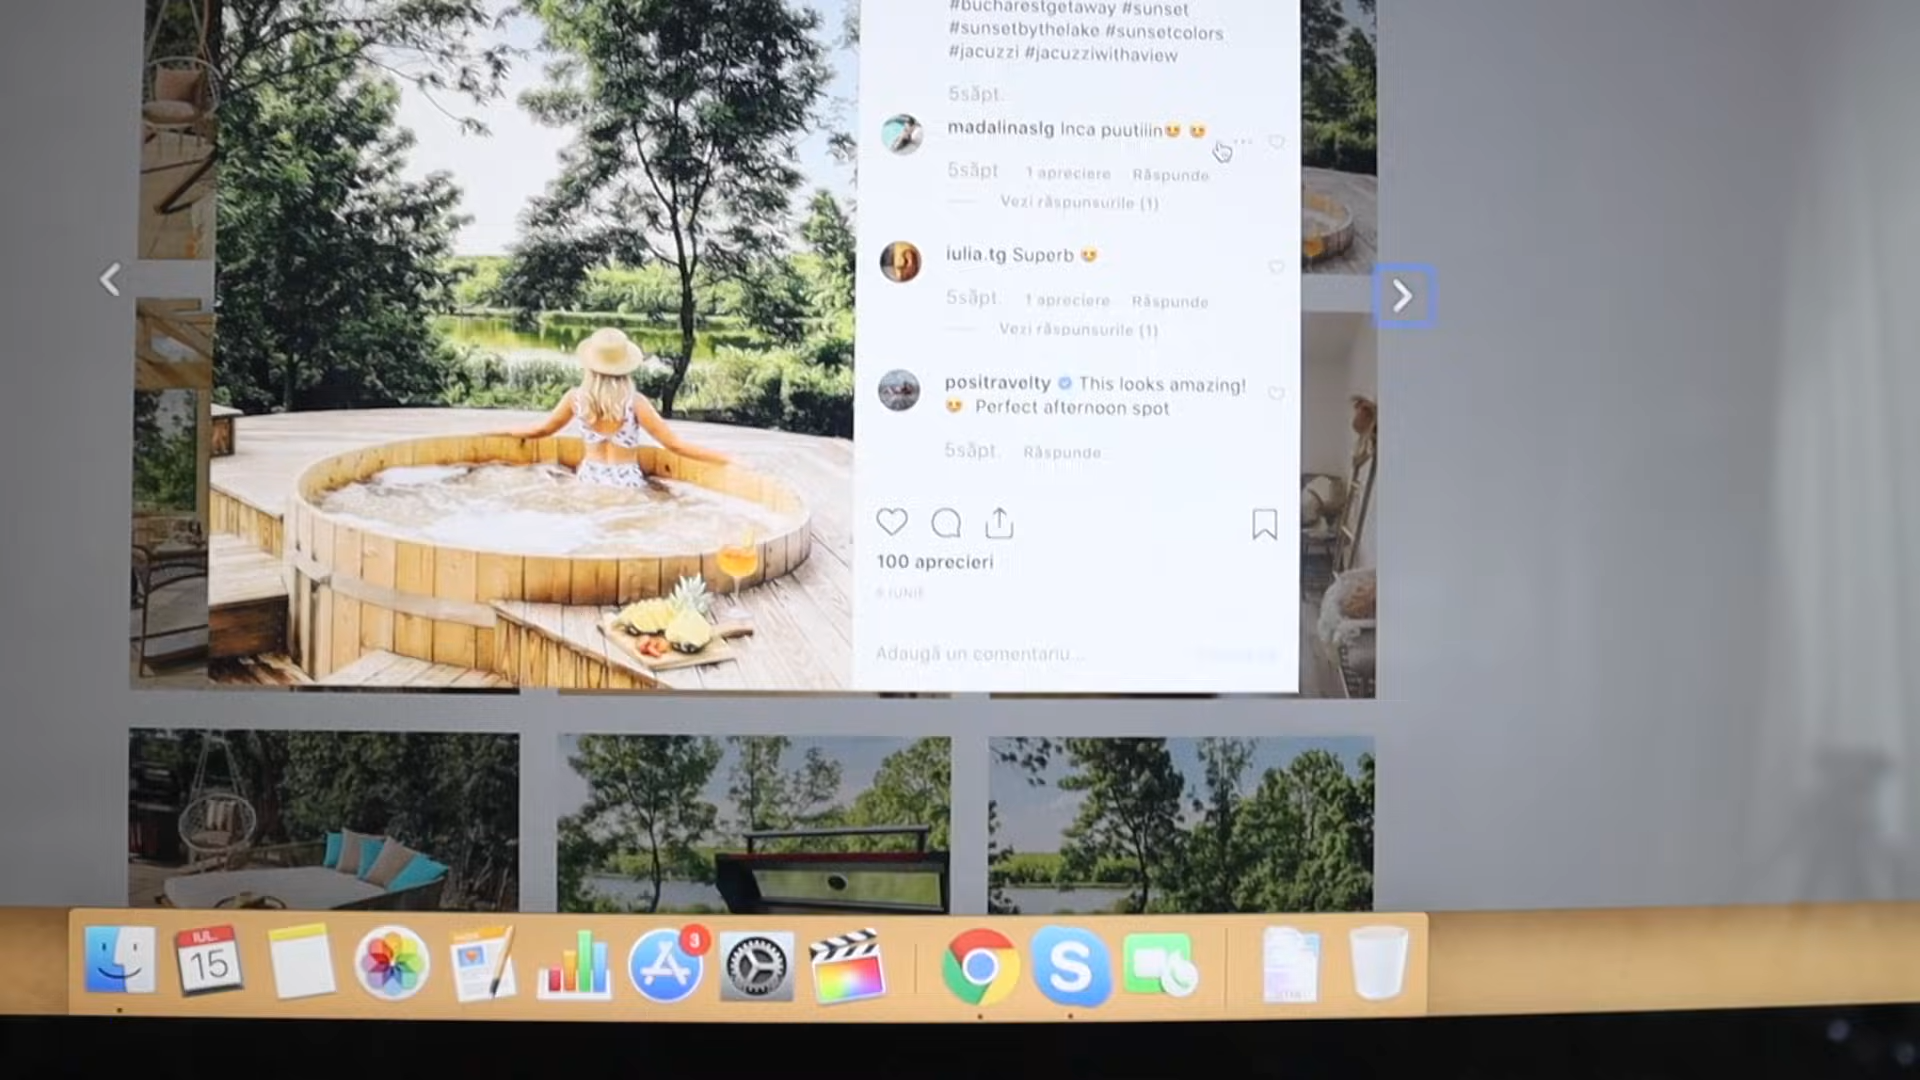 #bucharestgetaway #sunset
#sunsetbythelake #sunsetcolors
#jacuzzi #jacuzziwithaview
5săpt.
madalinaslg Inca puutiiin
5săpt 1 apreciere Răspunde
Vezi răspunsurile (1)
iulia.tg Superb
5săpt. 1 apreciere Răspunde
Vezi răspunsurile (1)
positravelty This looks amazing!
Perfect afternoon spot
5săpt. Răspunde
100 aprecieri
IUNIE
Adaugă un comentariu...
IUL.
15
3
S